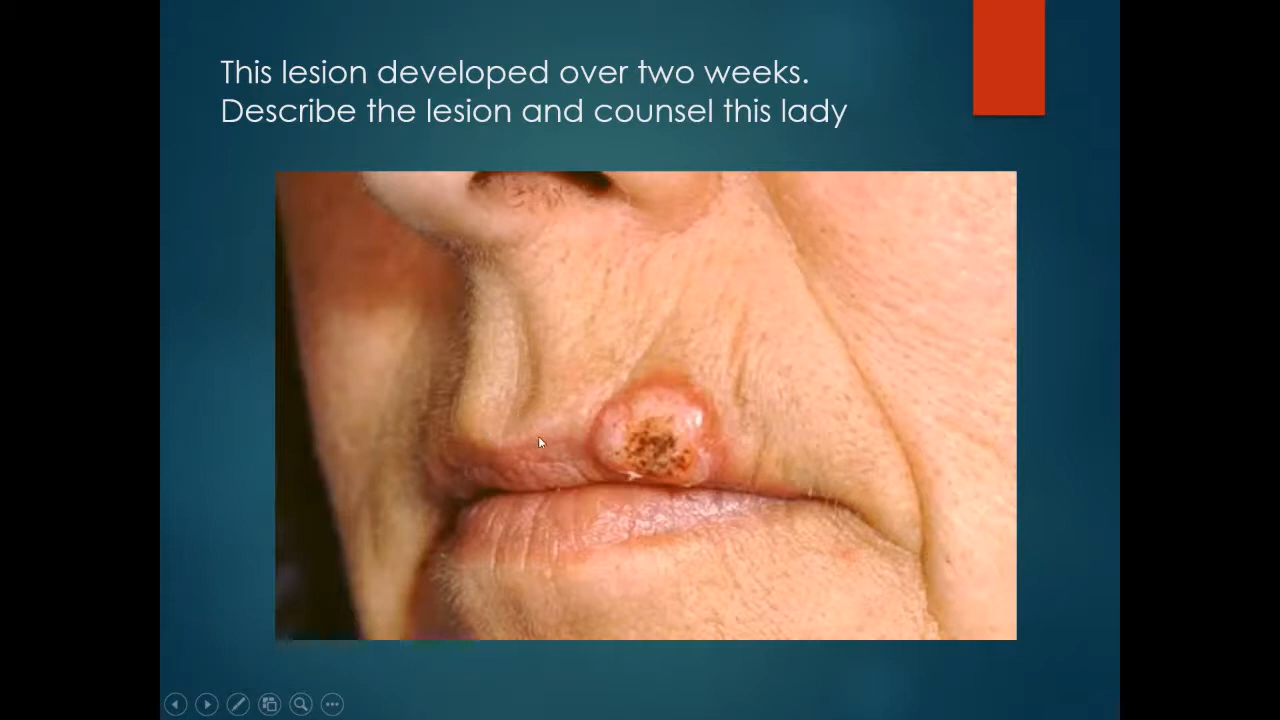 This lesion developed over two weeks.
Describe the lesion and counsel this lady